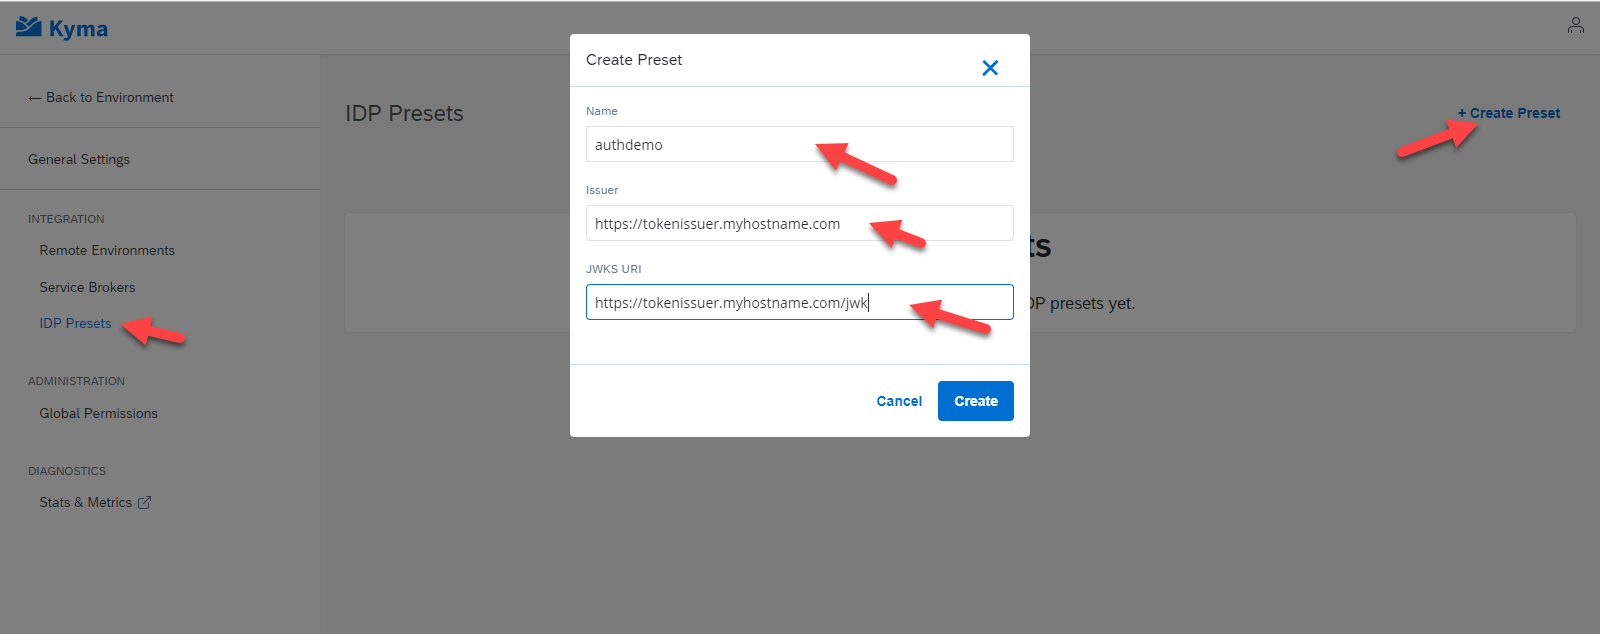 Kyma
← Back to Environment
General Settings
INTEGRATION
Remote Environments
Service Brokers
IDP Presets
ADMINISTRATION
Global Permissions
DIAGNOSTICS
Stats & Metrics
IDP Presets
+ Create Preset
ts
DP presets yet.
Create Preset
Name
authdemo
Issuer
https://tokenissuer.myhostname.com
JWKS URI
https://tokenissuer.myhostname.com/jwk
Cancel
Create